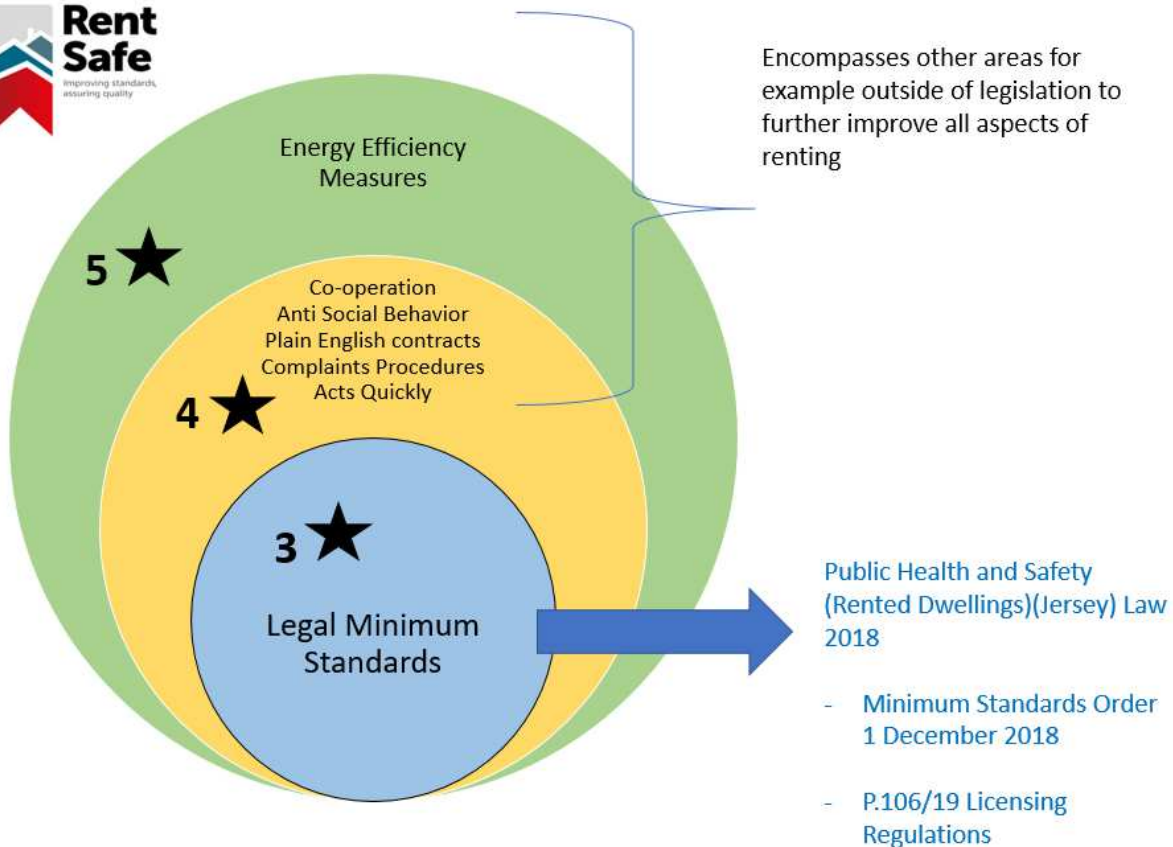 Rent
Safe
improving standards,
assuring quality
Encompasses other areas for
example outside of legislation to
further improve all aspects of
renting
Energy Efficiency
Measures
5
Co-operation
Anti Social Behavior
Plain English contracts
Complaints Procedures
Acts Quickly
4
3
Legal Minimum
Standards
Public Health and Safety
(Rented Dwellings)(Jersey) Law
2018
- Minimum Standards Order
1 December 2018
- P.106/19 Licensing
Regulations